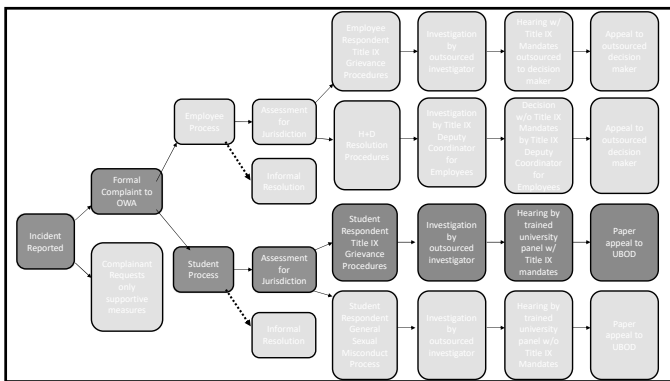 Incident
Reported
Formal
Complaint to
OWA
Complainant
Requests
only
supportive
measures
Employee
Process
Student
Process
Assessment
for
Jurisdiction
Informal
Resolution
Assessment
for
Jurisdiction
Informal
Resolution
Employee
Respondent
Title IX
Grievance
Procedures
Investigation
by
outsourced
investigator
Hearing w/
Title IX
Mandates
outsourced
to decision
maker
Appeal to
outsourced
decision
maker
H+D
Resolution
Procedures
Investigation
by Title IX
Deputy
Coordinator
for
Employees
Decision
w/o Title IX
Mandates
by Title IX
Deputy
Coordinator
for
Employees
Appeal to
outsourced
decision
maker
Student
Respondent
Title IX
Grievance
Procedures
Investigation
by
outsourced
investigator
Hearing by
trained
university
panel w/
Title IX
mandates
Paper
appeal to
UBOD
Student
Respondent
General
Sexual
Misconduct
Process
Investigation
by
outsourced
investigator
Hearing by
trained
university
panel w/o
Title IX
Mandates
Paper
appeal to
UBOD